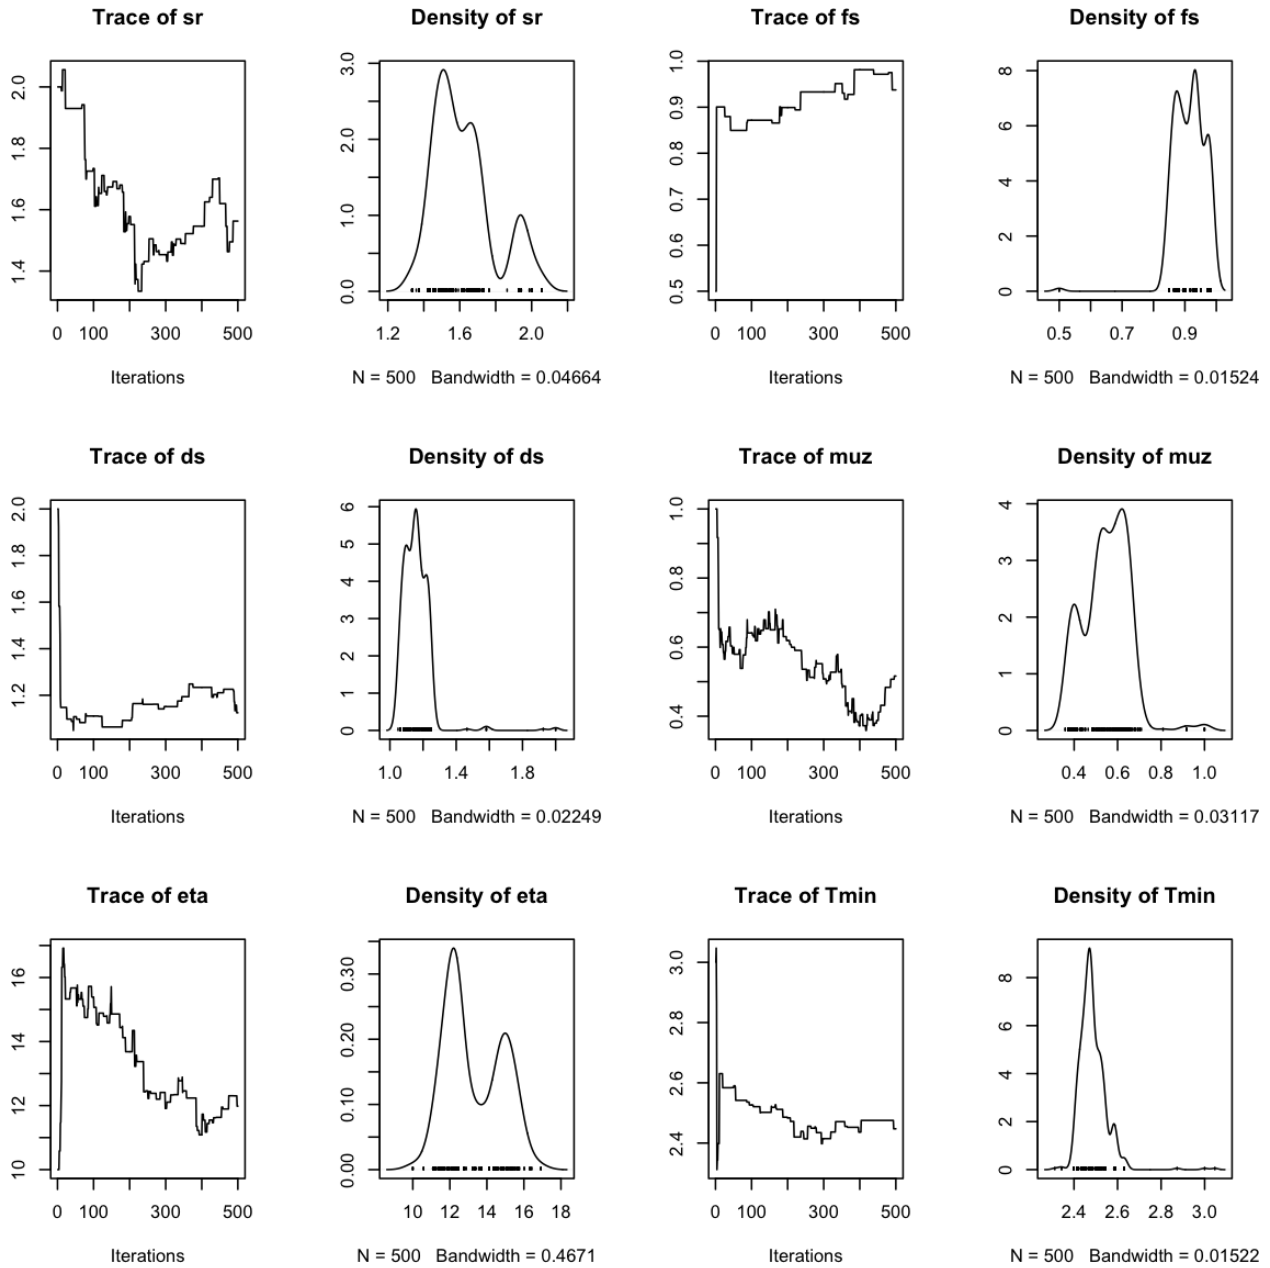 Trace of sr
Density of sr
Trace of fs
Density of fs
2.0
1.8
1.6
1.4
0 100 300 500
Iterations
3.0
2.0
1.0
0.0
1.2 1.6 2.0
N = 500 Bandwidth = 0.04664
1.0
0.9
0.8
0.7
0.6
0.5
0 100 300 500
Iterations
8
6
4
2
0
0.5 0.7 0.9
N = 500 Bandwidth = 0.01524
Trace of ds
Density of ds
Trace of muz
Density of muz
2.0
1.8
1.6
1.4
1.2
0 100 300 500
Iterations
6
5
4
3
2
1
0
1.0 1.4 1.8
N = 500 Bandwidth = 0.02249
1.0
0.8
0.6
0.4
0 100 300 500
Iterations
4
3
2
1
0
0.4 0.6 0.8 1.0
N = 500 Bandwidth = 0.03117
Trace of eta
Density of eta
Trace of Tmin
Density of Tmin
16
14
12
10
0 100 300 500
Iterations
0.30
0.20
0.10
0.00
10 12 14 16 18
N = 500 Bandwidth = 0.4671
3.0
2.8
2.6
2.4
0 100 300 500
Iterations
8
6
4
2
0
2.4 2.6 2.8 3.0
N = 500 Bandwidth = 0.01522